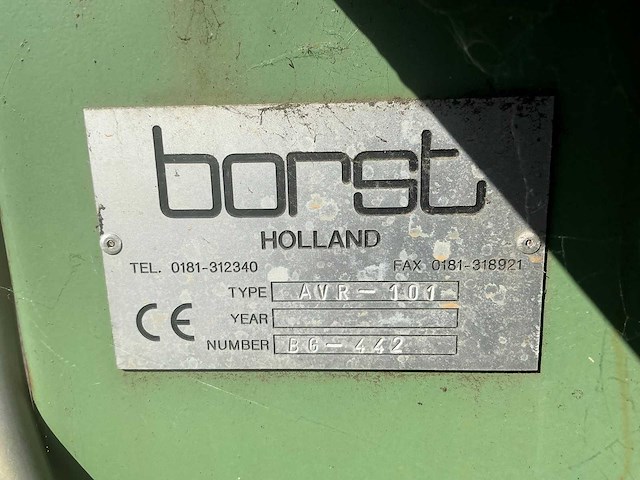 borst
HOLLAND
TEL. 0181-312340 FAX 0181-318921
TYPE AVR-101
YEAR
CE
NUMBER BG-442